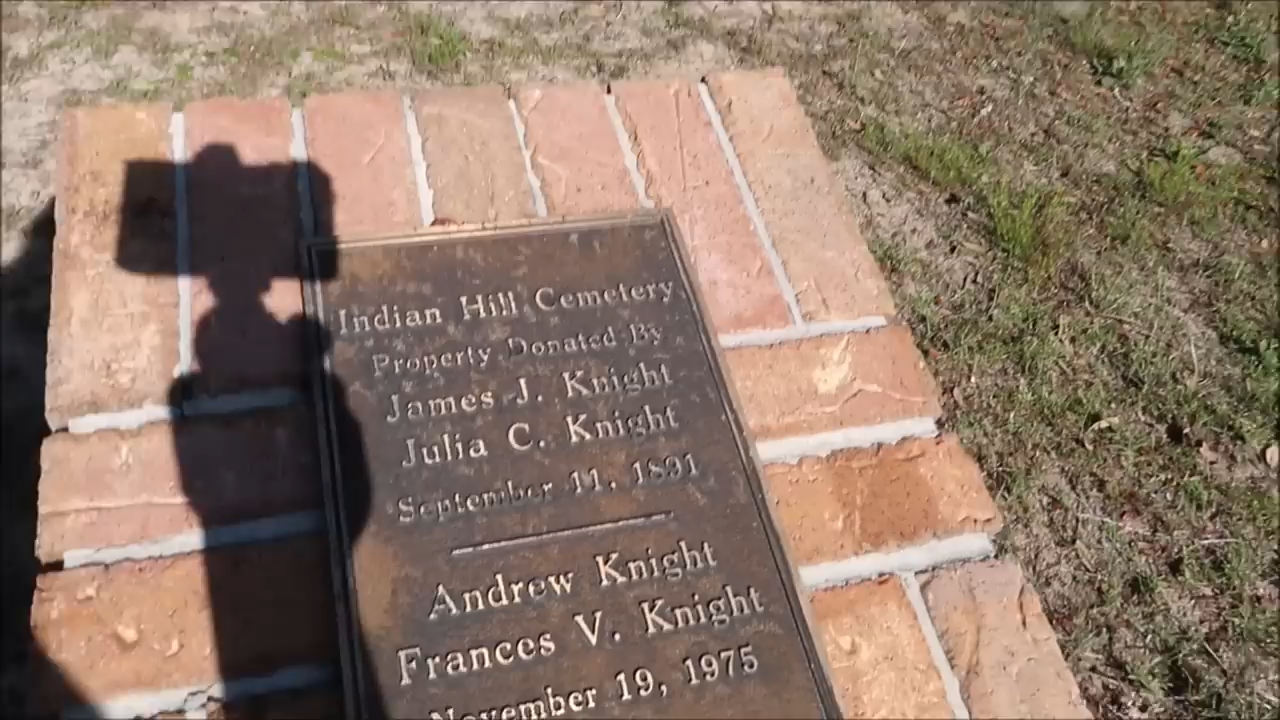 Indian Hill Cemetery
Property Donated By
James J. Knight
Julia C. Knight
September 11, 1891
Andrew Knight
Frances V. Knight
November 19, 1975